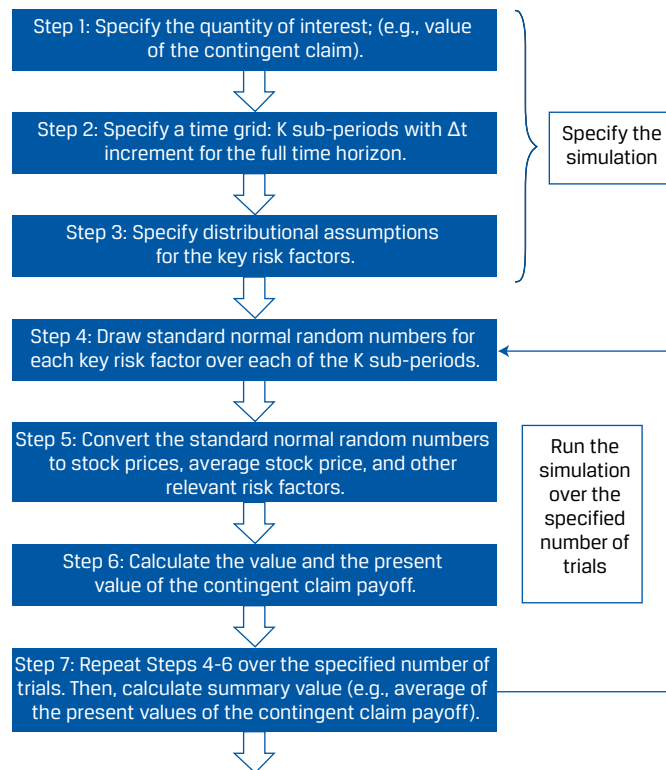 Step 1: Specify the quantity of interest; (e.g., value
of the contingent claim).
Step 2: Specify a time grid: K sub-periods with Δt
increment for the full time horizon.
Specify the
simulation
Step 3: Specify distributional assumptions
for the key risk factors.
Step 4: Draw standard normal random numbers for
each key risk factor over each of the K sub-periods.
Step 5: Convert the standard normal random numbers
to stock prices, average stock price, and other
relevant risk factors.
Run the
simulation
over the
specified
number of
trials
Step 6: Calculate the value and the present
value of the contingent claim payoff.
Step 7: Repeat Steps 4-6 over the specified number of
trials. Then, calculate summary value (e.g., average of
the present values of the contingent claim payoff).